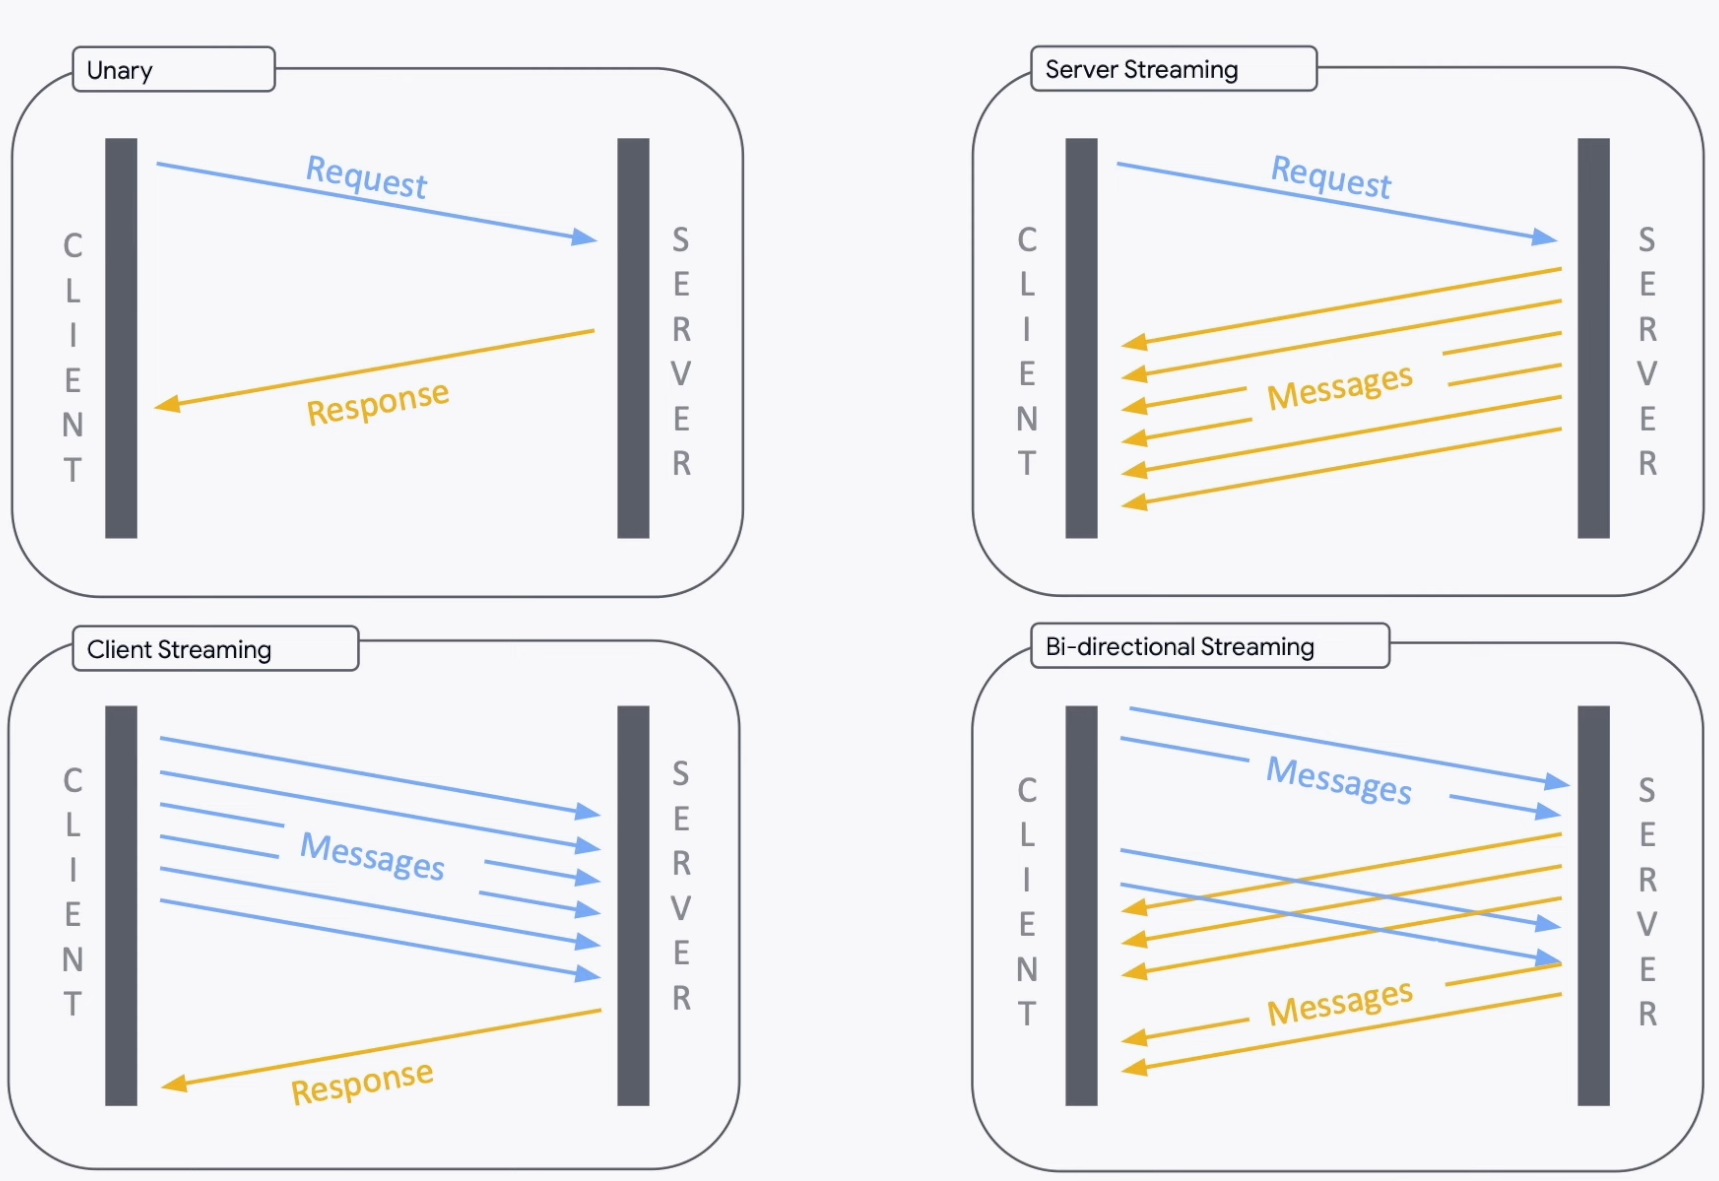 Unary
Request
Response
CLIENT
SERVER
Server Streaming
Request
Messages
CLIENT
SERVER
Client Streaming
Messages
Response
CLIENT
SERVER
Bi-directional Streaming
Messages
Messages
CLIENT
SERVER